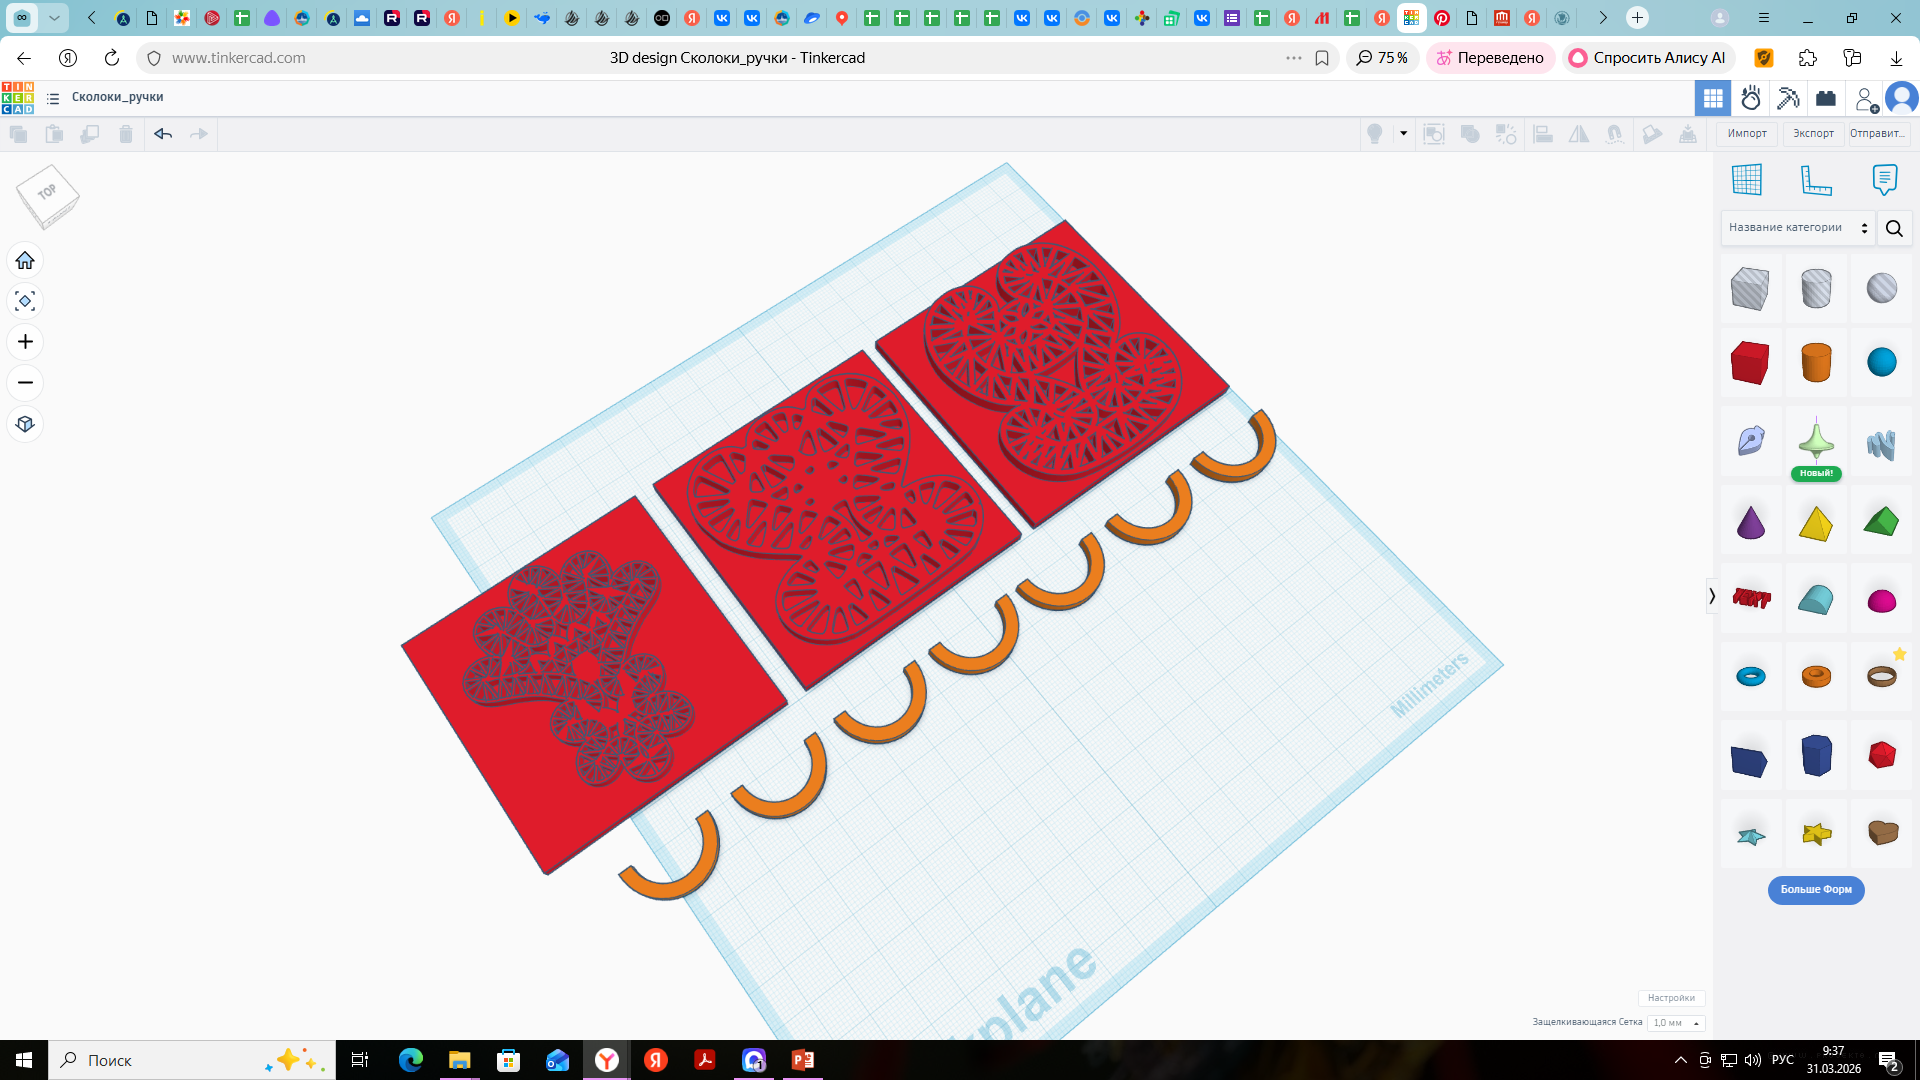 www.tinkercad.com
3D design Сколоки_ручки - Tinkercad
75 %
Переведено
Спросить Алису AI
TIN
KER
CAD
Сколоки_ручки
Импорт
Экспорт
Отправит...
TOP
Название категории
Новый!
TEXT
Millimeters
Больше Форм
Настройки
Защелкивающаяся Сетка
1,0 мм
Поиск
РУС
9:37
31.03.2026
2